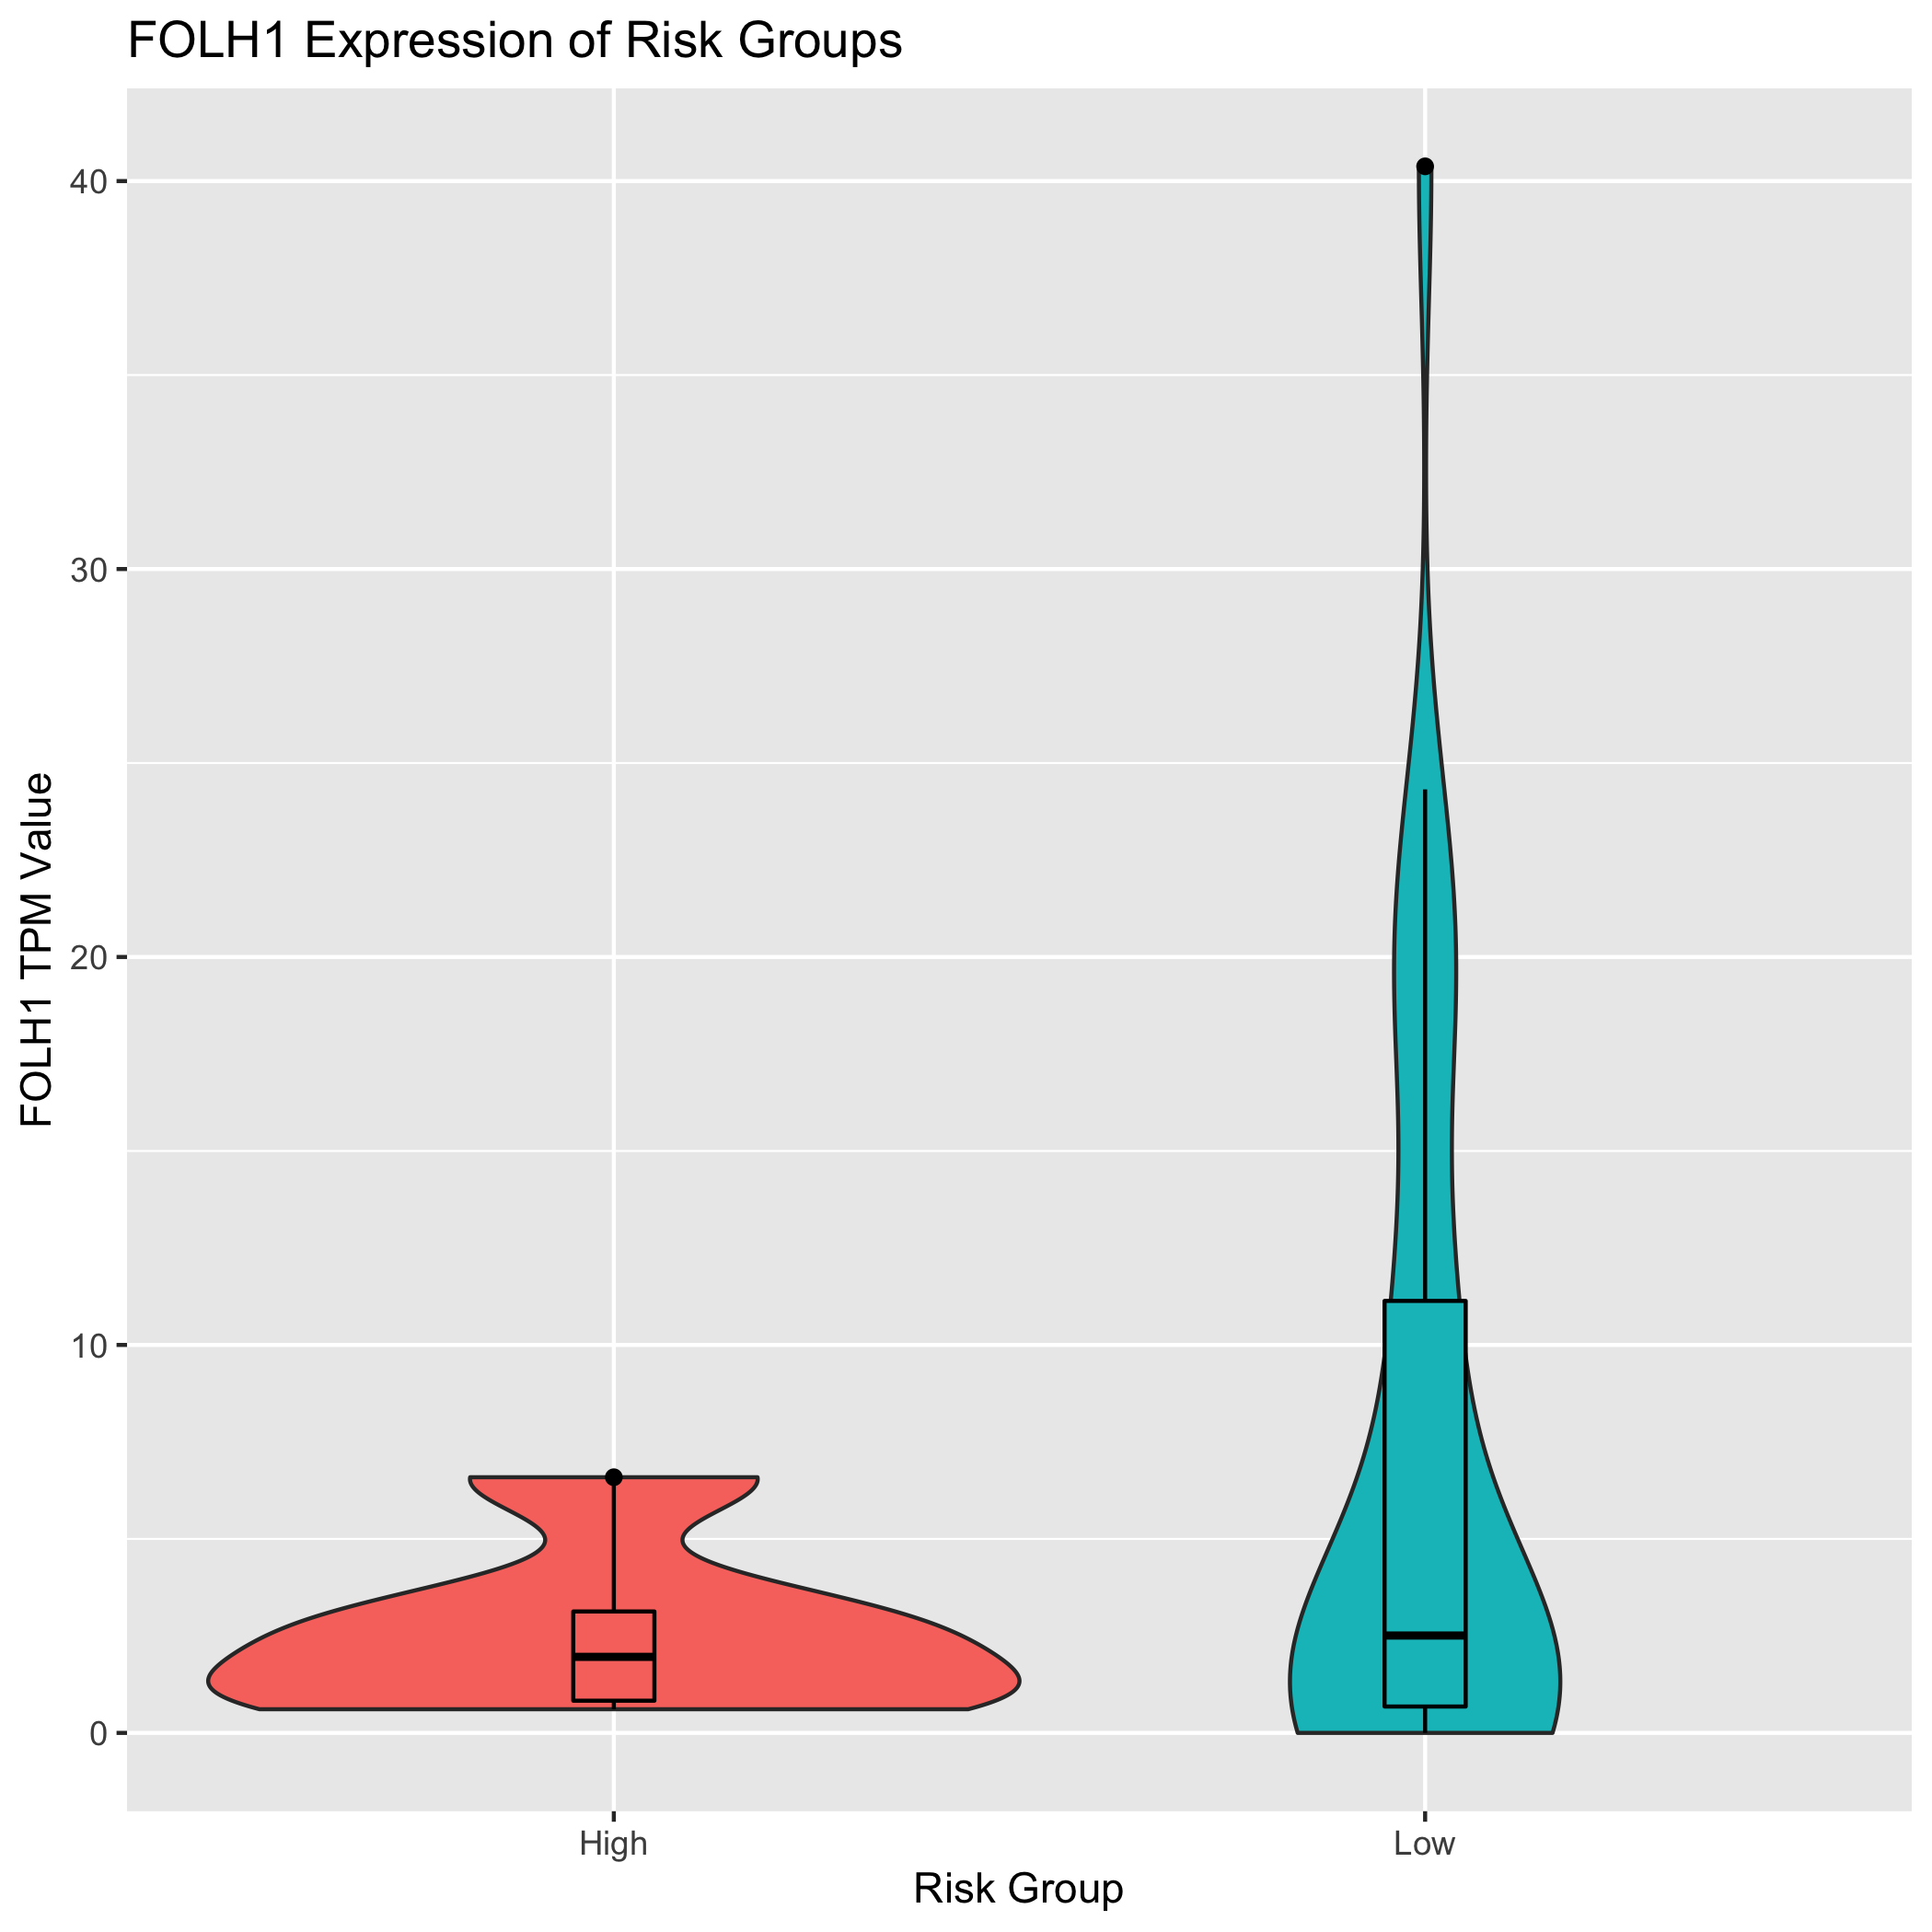 FOLH1 Expression of Risk Groups
FOLH1 TPM Value
40
30
20
10
0
High
Low
Risk Group